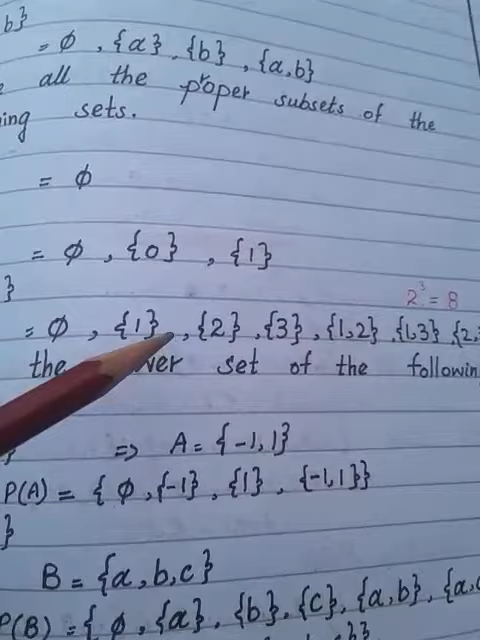 b}
= ϕ , {a} , {b} , {a,b}
all the proper subsets of the
ing sets.
= ϕ
= ϕ , {0} , {1}
}
2³ = 8
= ϕ , {1} , {2} , {3} , {1,2} , {1,3} {2,
the set of the followin
} => A = {-1,1}
P(A) = { ϕ , {-1} , {1} , {-1,1}}
}
B = {a,b,c}
P(B) = { ϕ , {a} , {b} , {c} , {a,b} , {a,c